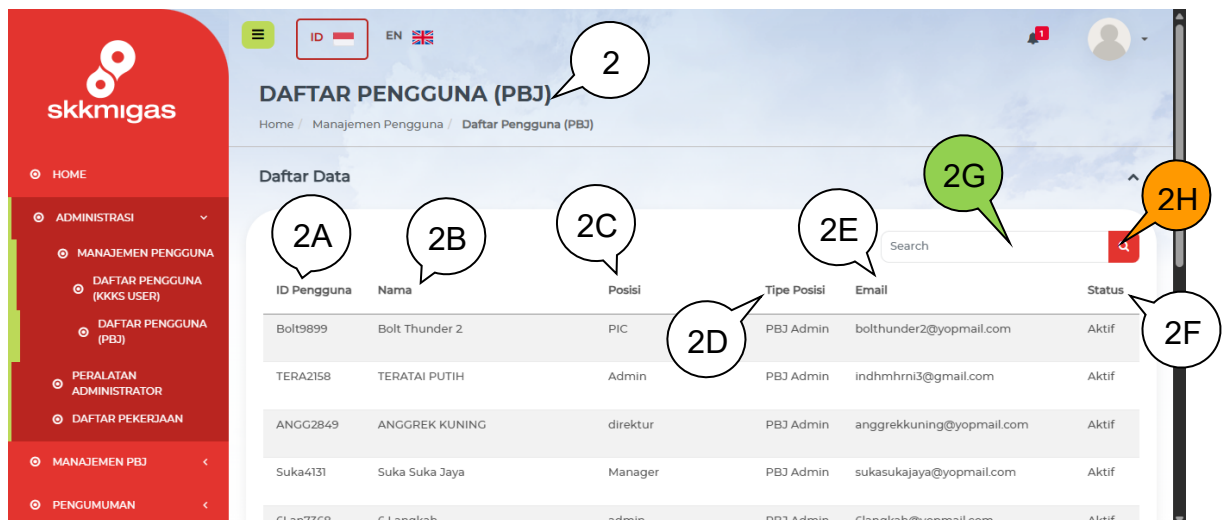 skkmigas
ID
EN
1
2
DAFTAR PENGGUNA (PBJ)
Home / Manajemen Pengguna / Daftar Pengguna (PBJ)
HOME
ADMINISTRASI
MANAJEMEN PENGGUNA
DAFTAR PENGGUNA
(KKKS USER)
DAFTAR PENGGUNA
(PBJ)
PERALATAN
ADMINISTRATOR
DAFTAR PEKERJAAN
MANAJEMEN PBJ
PENGUMUMAN
Daftar Data
2G
2H
2A
2B
2C
2E
Search
2D
2F
ID Pengguna Nama Posisi Tipe Posisi Email Status
Bolt9899 Bolt Thunder 2 PIC PBJ Admin bolthunder2@yopmail.com Aktif
TERA2158 TERATAI PUTIH Admin PBJ Admin indhmhrni3@gmail.com Aktif
ANGG2849 ANGGREK KUNING direktur PBJ Admin anggrekkuning@yopmail.com Aktif
Suka4131 Suka Suka Jaya Manager PBJ Admin sukasukajaya@yopmail.com Aktif
admin PBJ Admin Aktif